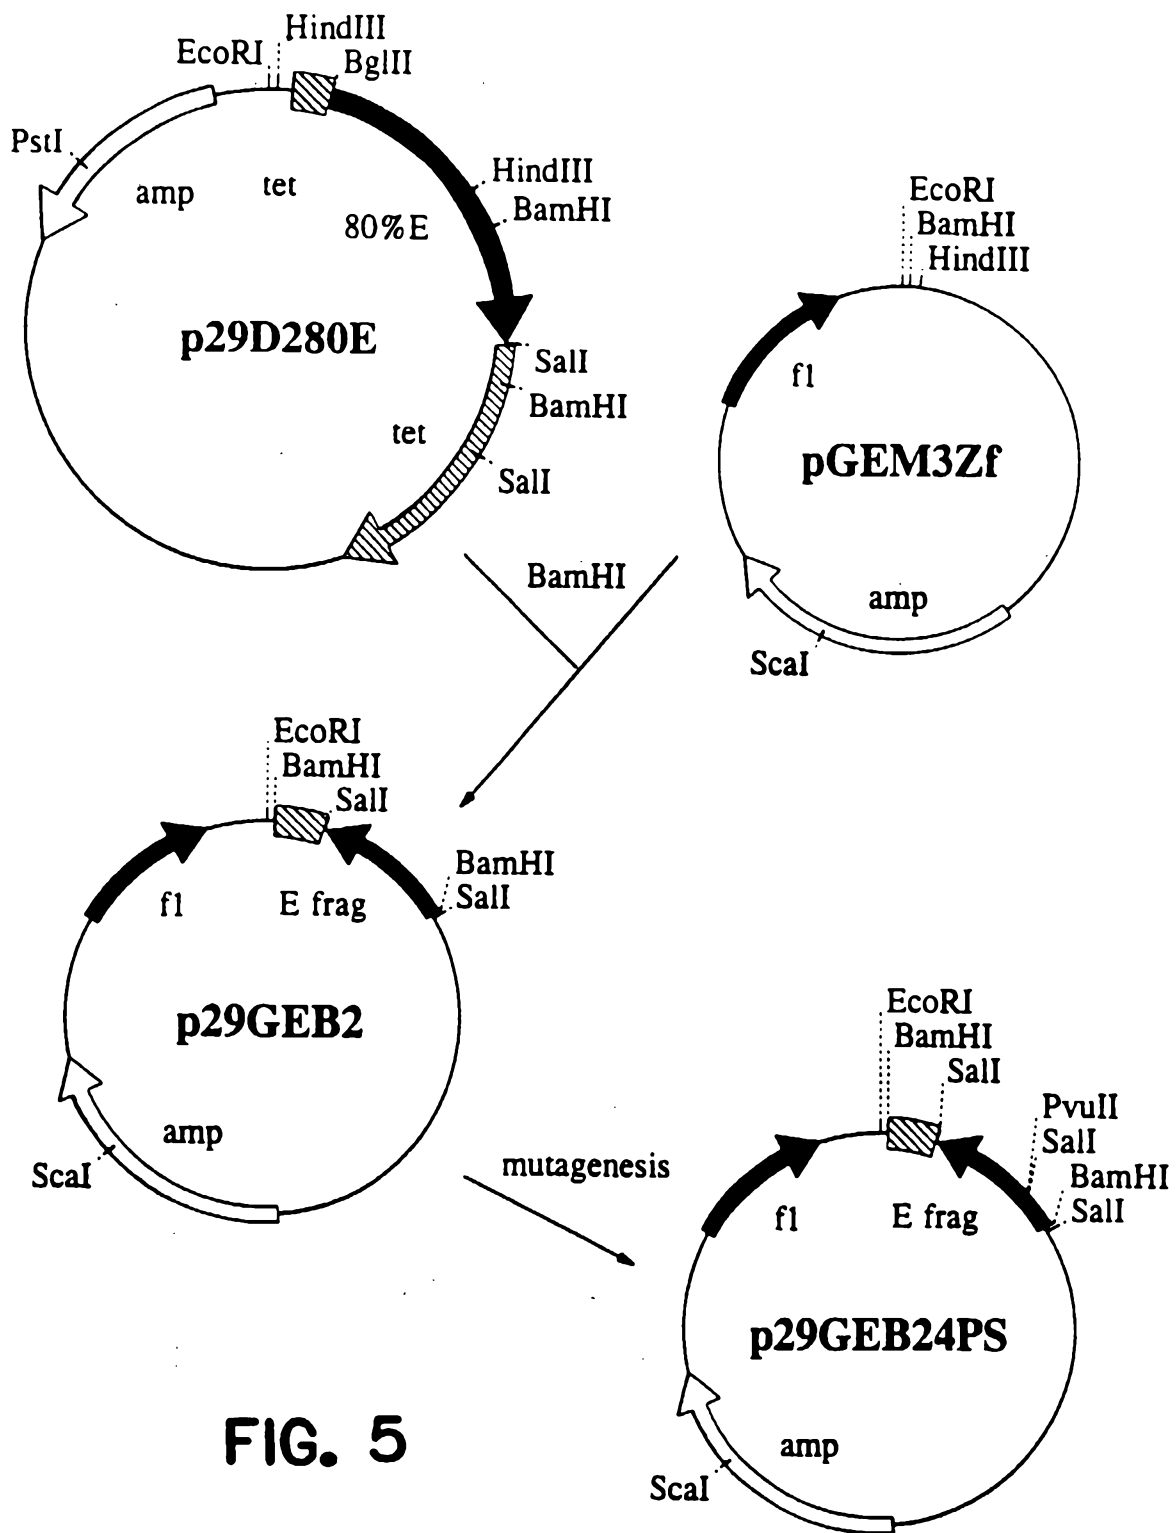 HindIII
EcoRI
BglII
PstI
amp
tet
HindIII
BamHI
80%E
p29D280E
SalI
BamHI
tet
SalI
EcoRI
BamHI
HindIII
f1
pGEM3Zf
amp
ScaI
BamHI
EcoRI
BamHI
SalI
BamHI
SalI
f1
E frag
p29GEB2
amp
ScaI
mutagenesis
EcoRI
BamHI
SalI
PvuII
SalI
BamHI
SalI
f1
E frag
p29GEB24PS
amp
ScaI
FIG. 5